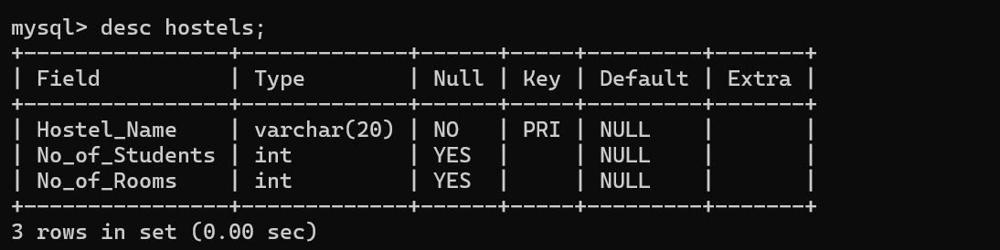 mysql> desc hostels;
+----------------+-------------+------+-----+---------+-------+
| Field          | Type        | Null | Key | Default | Extra |
+----------------+-------------+------+-----+---------+-------+
| Hostel_Name    | varchar(20) | NO   | PRI | NULL    |       |
| No_of_Students | int         | YES  |     | NULL    |       |
| No_of_Rooms    | int         | YES  |     | NULL    |       |
+----------------+-------------+------+-----+---------+-------+
3 rows in set (0.00 sec)